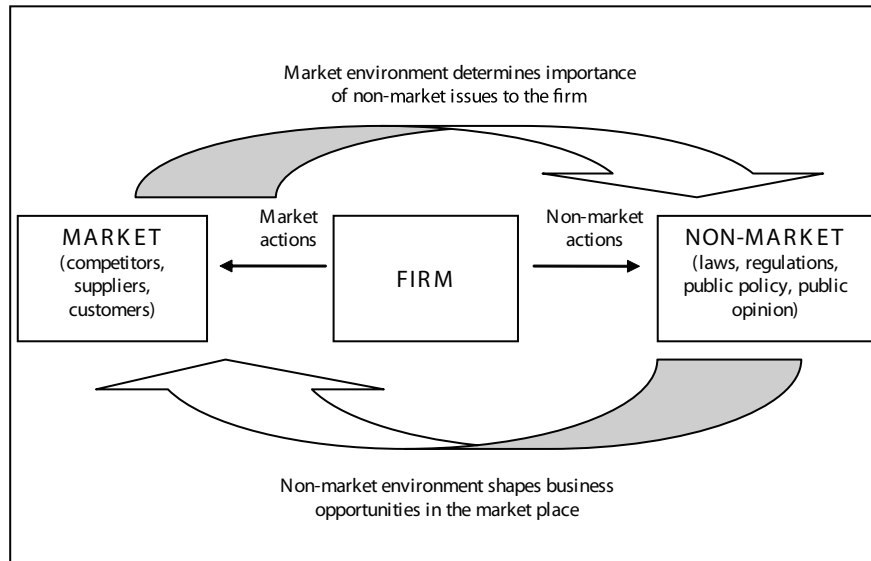 Market environment determines importance
of non-market issues to the firm
Market
actions
Non-market
actions
MARKET
(competitors,
suppliers,
customers)
FIRM
NON-MARKET
(laws, regulations,
public policy, public
opinion)
Non-market environment shapes business
opportunities in the market place